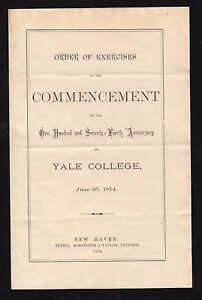 ORDER OF EXERCISES
AT THE
COMMENCEMENT
ON THE
One Hundred and Seventy-Fourth Anniversary
OF
YALE COLLEGE,
JUNE 25, 1874.
NEW HAVEN:
TUTTLE, MOREHOUSE & TAYLOR, PRINTERS.
1874.